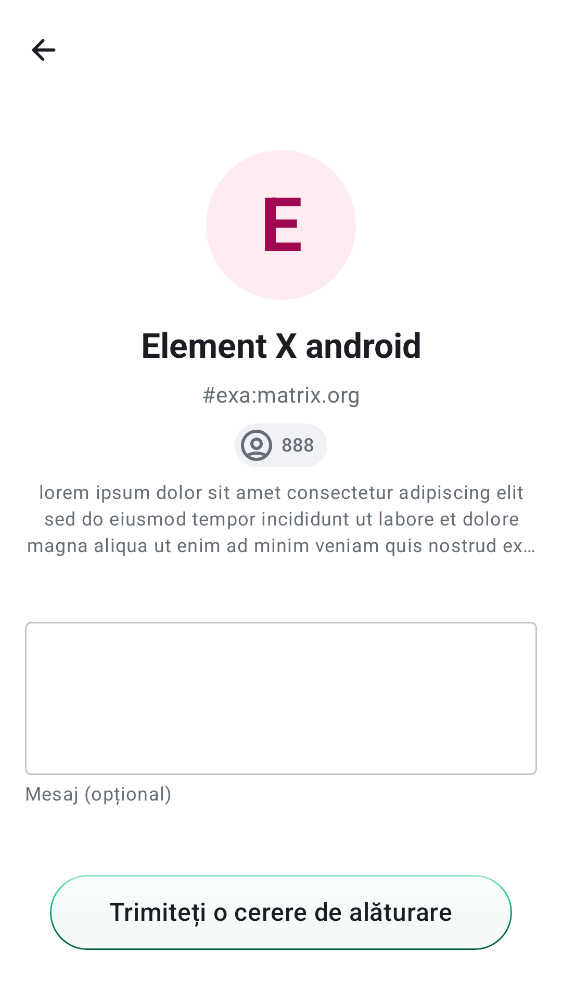 E
Element X android
#exa:matrix.org
888
lorem ipsum dolor sit amet consectetur adipiscing elit
sed do eiusmod tempor incididunt ut labore et dolore
magna aliqua ut enim ad minim veniam quis nostrud ex…
Mesaj (opțional)
Trimiteți o cerere de alăturare